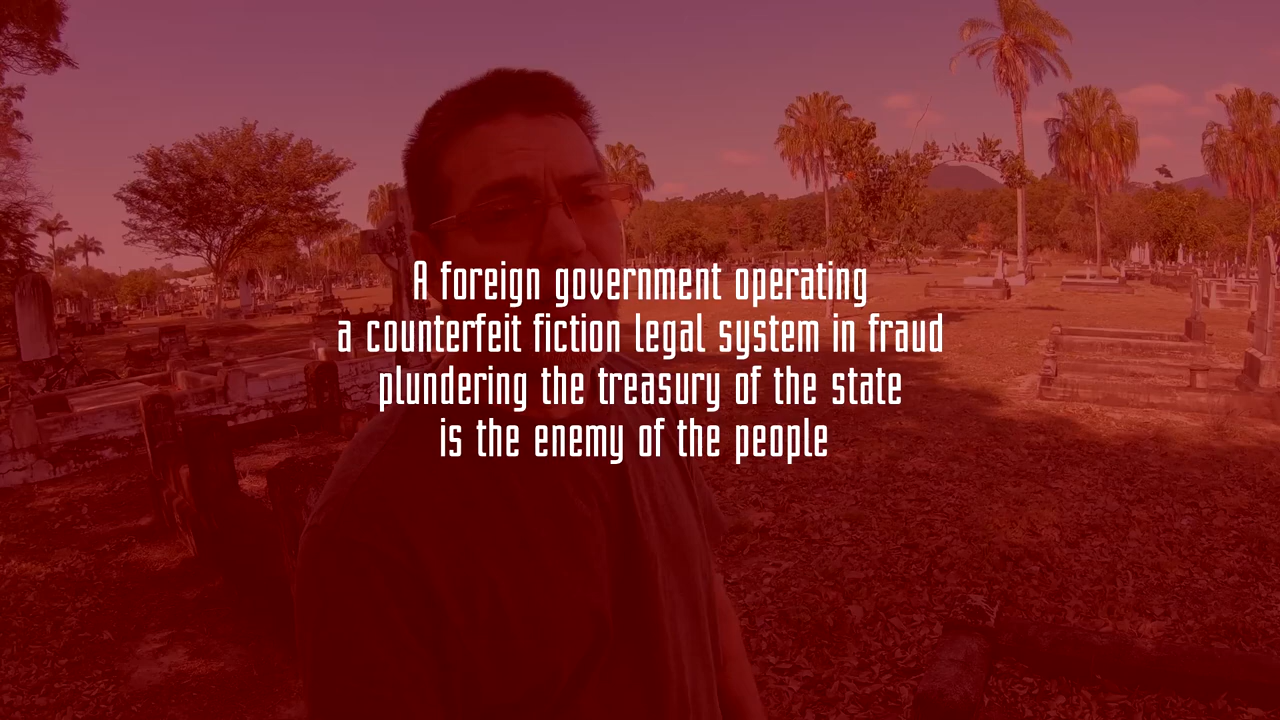 A foreign government operating
a counterfeit fiction legal system in fraud
plundering the treasury of the state
is the enemy of the people